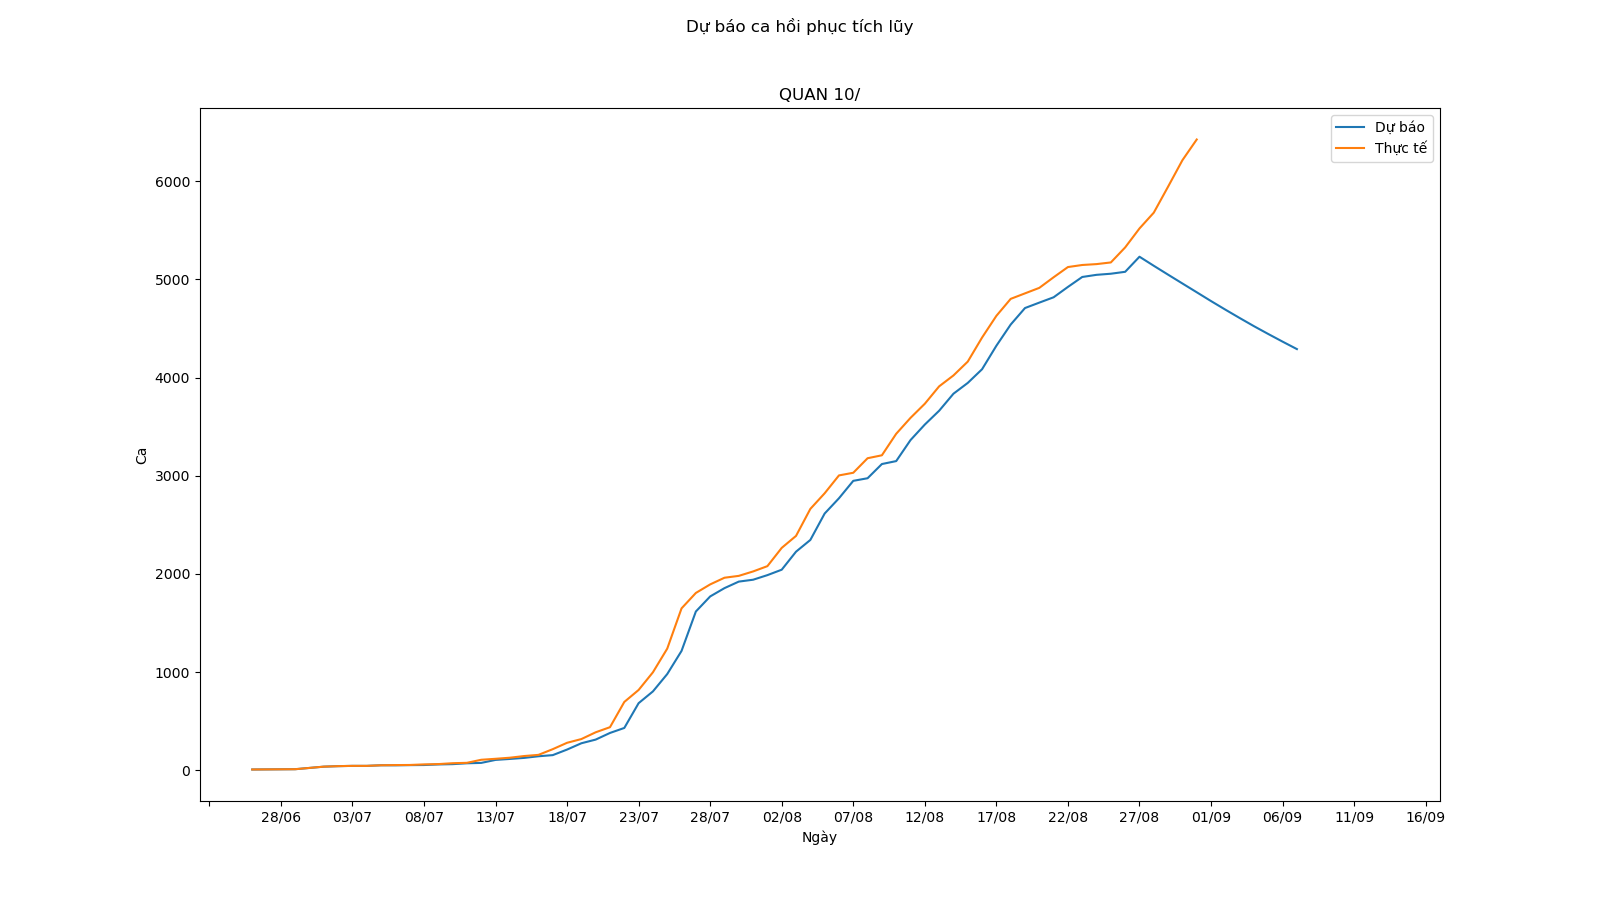 Dự báo ca hồi phục tích lũy
QUAN 10/
Dự báo
Thực tế
6000
5000
4000
3000
2000
1000
0
Ca
28/06 03/07 08/07 13/07 18/07 23/07 28/07 02/08 07/08 12/08 17/08 22/08 27/08 01/09 06/09 11/09 16/09
Ngày